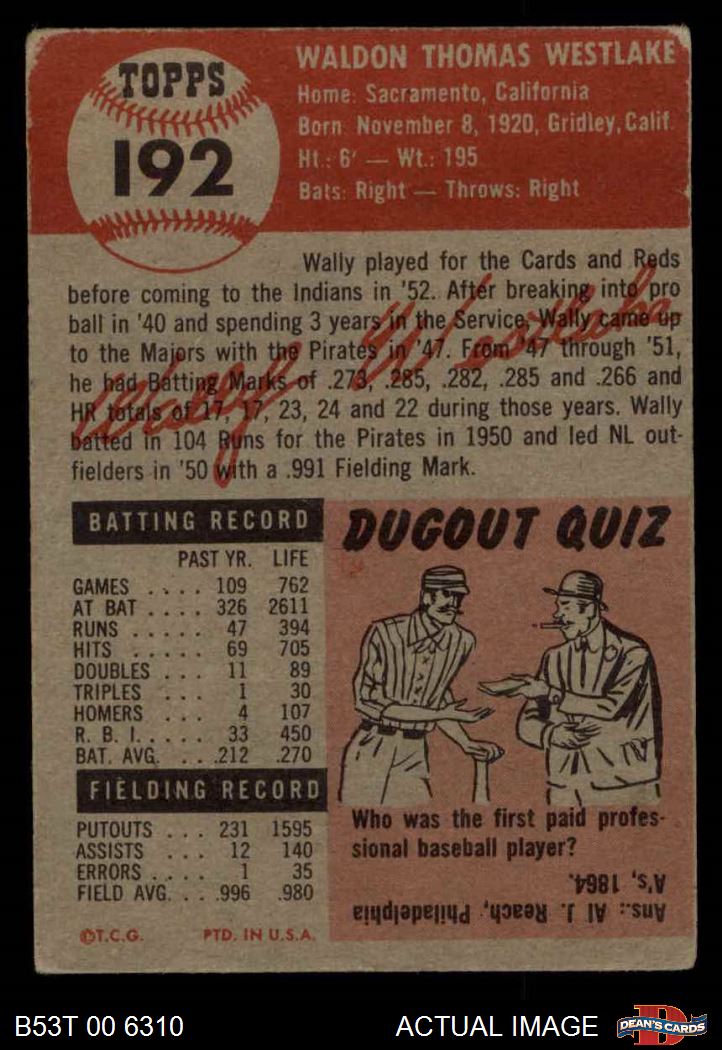 TOPPS
192
WALDON THOMAS WESTLAKE
Home: Sacramento, California
Born: November 8, 1920, Gridley, Calif.
Ht.: 6' — Wt.: 195
Bats: Right — Throws: Right
Wally played for the Cards and Reds
before coming to the Indians in '52. After breaking into pro
ball in '40 and spending 3 years in the Service, Wally came up
to the Majors with the Pirates in '47. From '47 through '51,
he had Batting Marks of .273, .285, .282, .285 and .266 and
HR totals of 17, 17, 23, 24 and 22 during those years. Wally
batted in 104 Runs for the Pirates in 1950 and led NL out-
fielders in '50 with a .991 Fielding Mark.
Wally Westlake
BATTING RECORD
PAST YR. LIFE
GAMES .... 109 762
AT BAT .... 326 2611
RUNS ..... 47 394
HITS ..... 69 705
DOUBLES ... 11 89
TRIPLES ... 1 30
HOMERS ... 4 107
R. B. I...... 33 450
BAT. AVG. ... .212 .270
FIELDING RECORD
PUTOUTS ... 231 1595
ASSISTS ... 12 140
ERRORS .... 1 35
FIELD AVG. .. .996 .980
©T.C.G. PTD. IN U.S.A.
DUGOUT QUIZ
Who was the first paid profes-
sional baseball player?
Ans.: Al J. Reach, Philadelphia
A's, 1864.
B53T 00 6310
ACTUAL IMAGE
D
DEAN'S CARDS